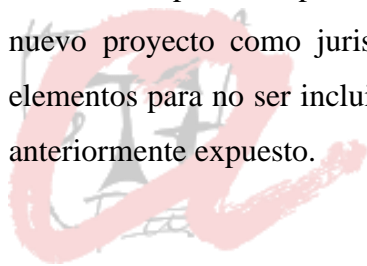 nuevo proyecto como juris
elementos para no ser inclui
anteriormente expuesto.